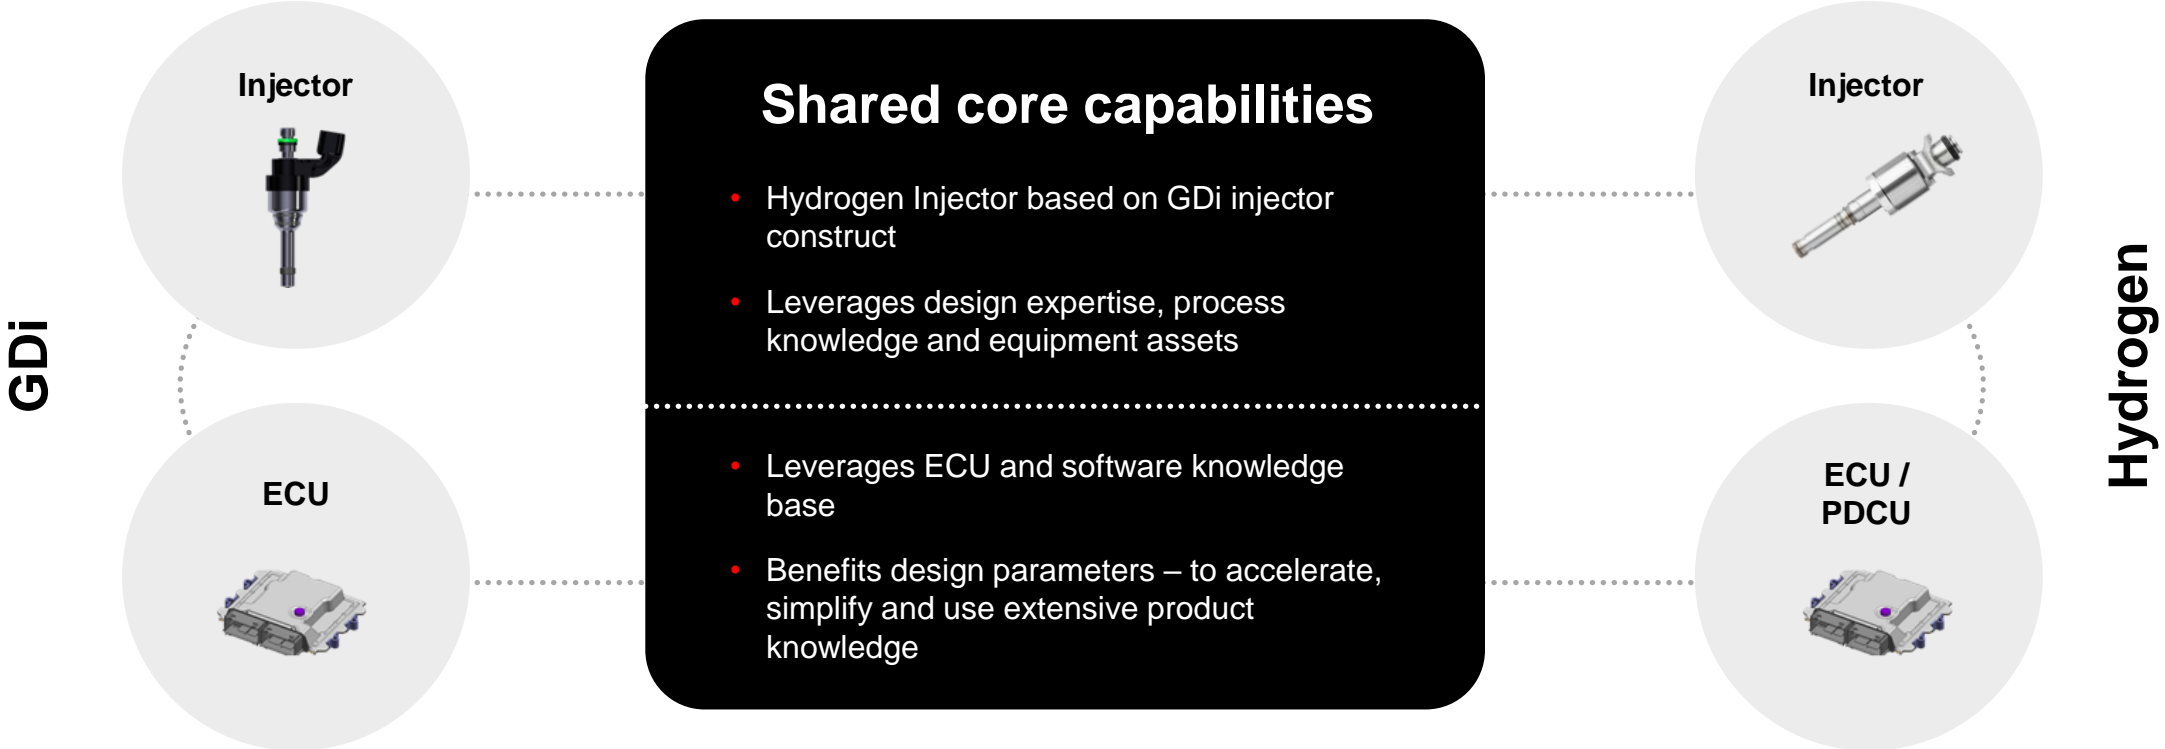 GDi
Injector
ECU
Shared core capabilities
• Hydrogen Injector based on GDi injector
construct
• Leverages design expertise, process
knowledge and equipment assets
• Leverages ECU and software knowledge
base
• Benefits design parameters – to accelerate,
simplify and use extensive product
knowledge
Injector
ECU /
PDCU
Hydrogen